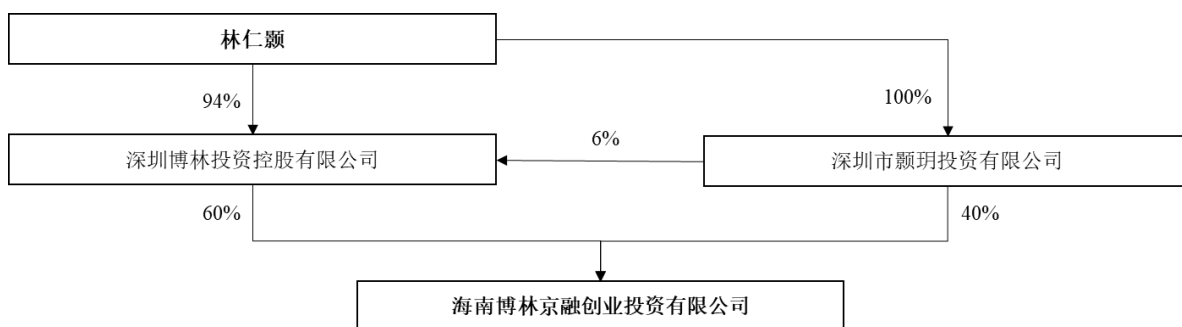 林仁颢
94%
100%
深圳博林投资控股有限公司
6%
深圳市颢玥投资有限公司
60%
40%
海南博林京融创业投资有限公司